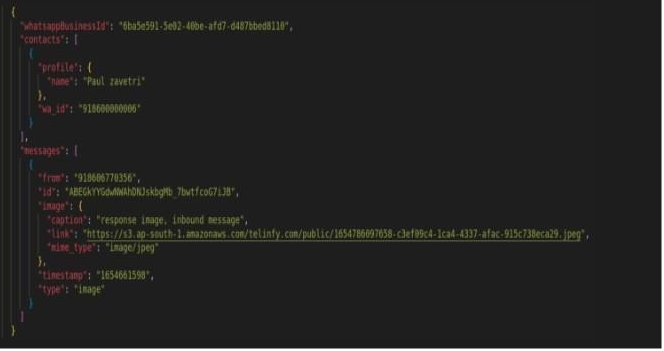 {
"whatsappBusinessId": "6ba5e591-5e02-40be-afd7-d487bbed8110",
"contacts": [
{
"profile": {
"name": "Paul zavetri"
},
"wa_id": "918600000006"
}
],
"messages": [
{
"from": "918606770356",
"id": "ABEGkYYGdwNWAhDNJskbgMb_7bwtfcoG7iJB",
"image": {
"caption": "response image, inbound message",
"link": "https://s3.ap-south-1.amazonaws.com/telinfy.com/public/1654786097658-c3ef09c4-1ca4-4337-afac-915c738eca29.jpeg",
"mime_type": "image/jpeg"
},
"timestamp": "1654661598",
"type": "image"
}
]
}